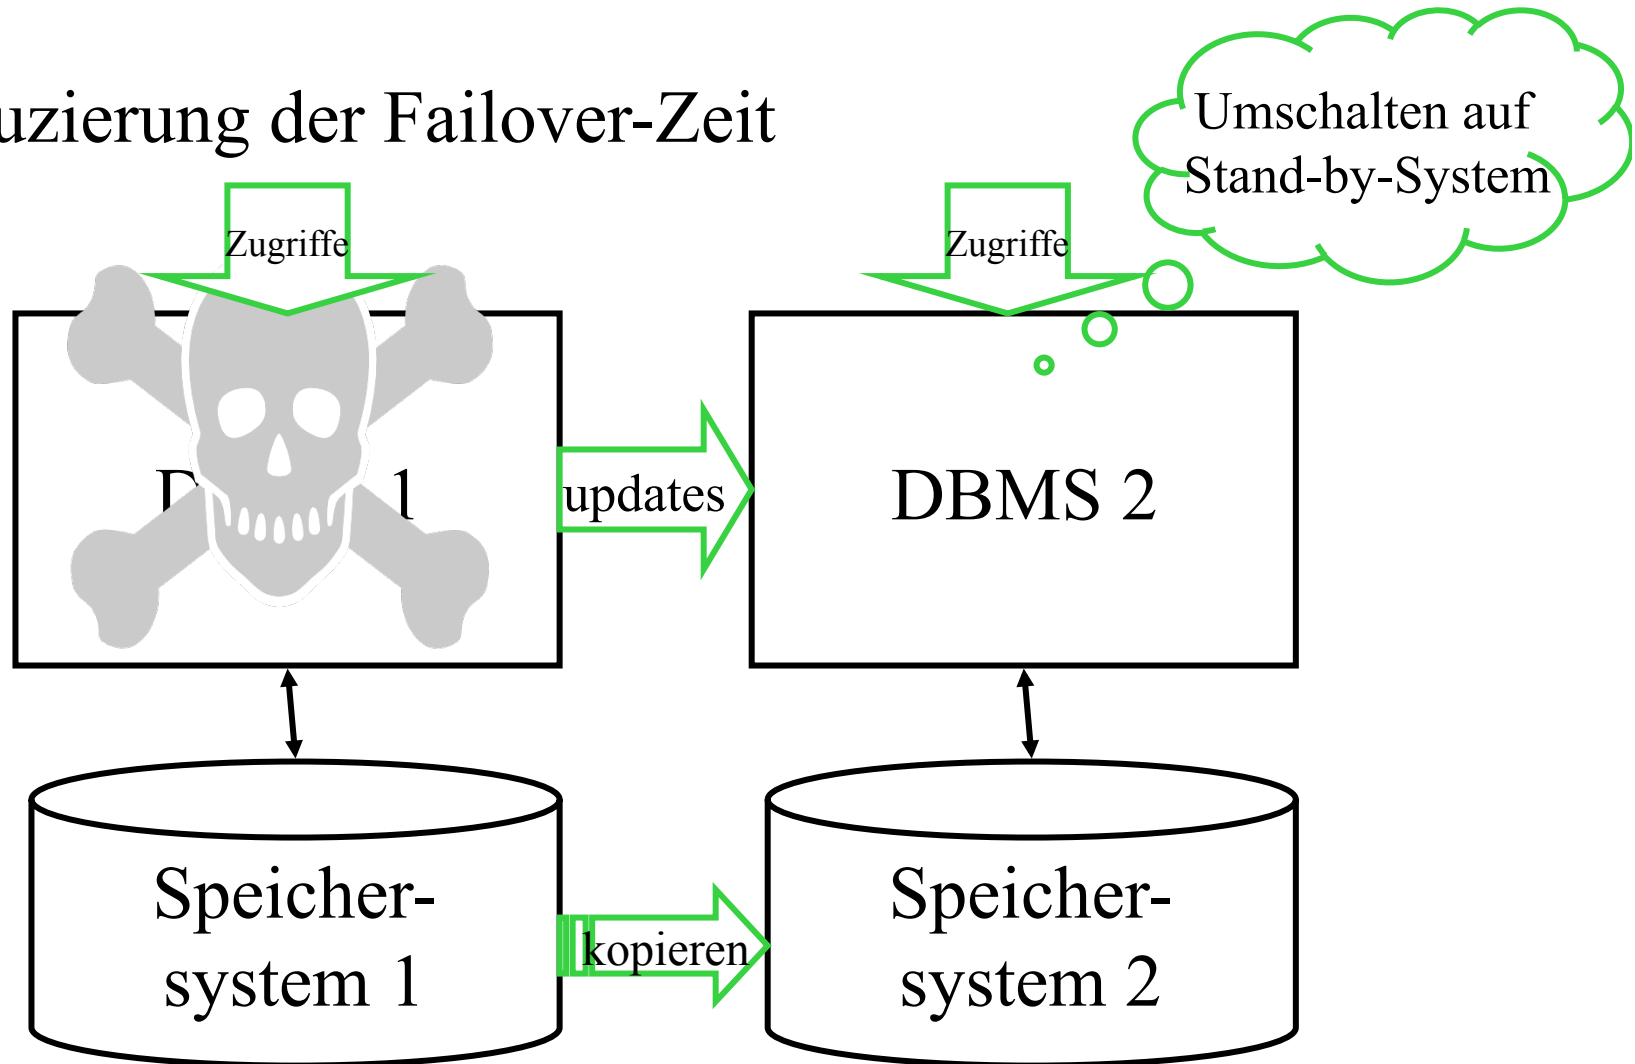 uzierung der Failover-Zeit
Umschalten auf
Stand-by-System
Zugriffe
Zugriffe
1
updates
DBMS 2
Speicher-
system 1
kopieren
Speicher-
system 2